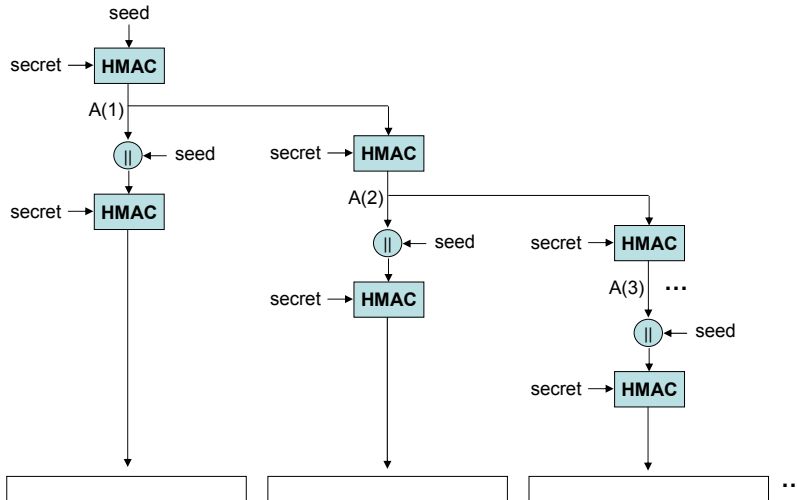 seed
secret HMAC
A(1)
|| seed
secret HMAC
A(2)
secret HMAC
|| seed
secret HMAC
secret HMAC
A(3) ...
|| seed
secret HMAC
..